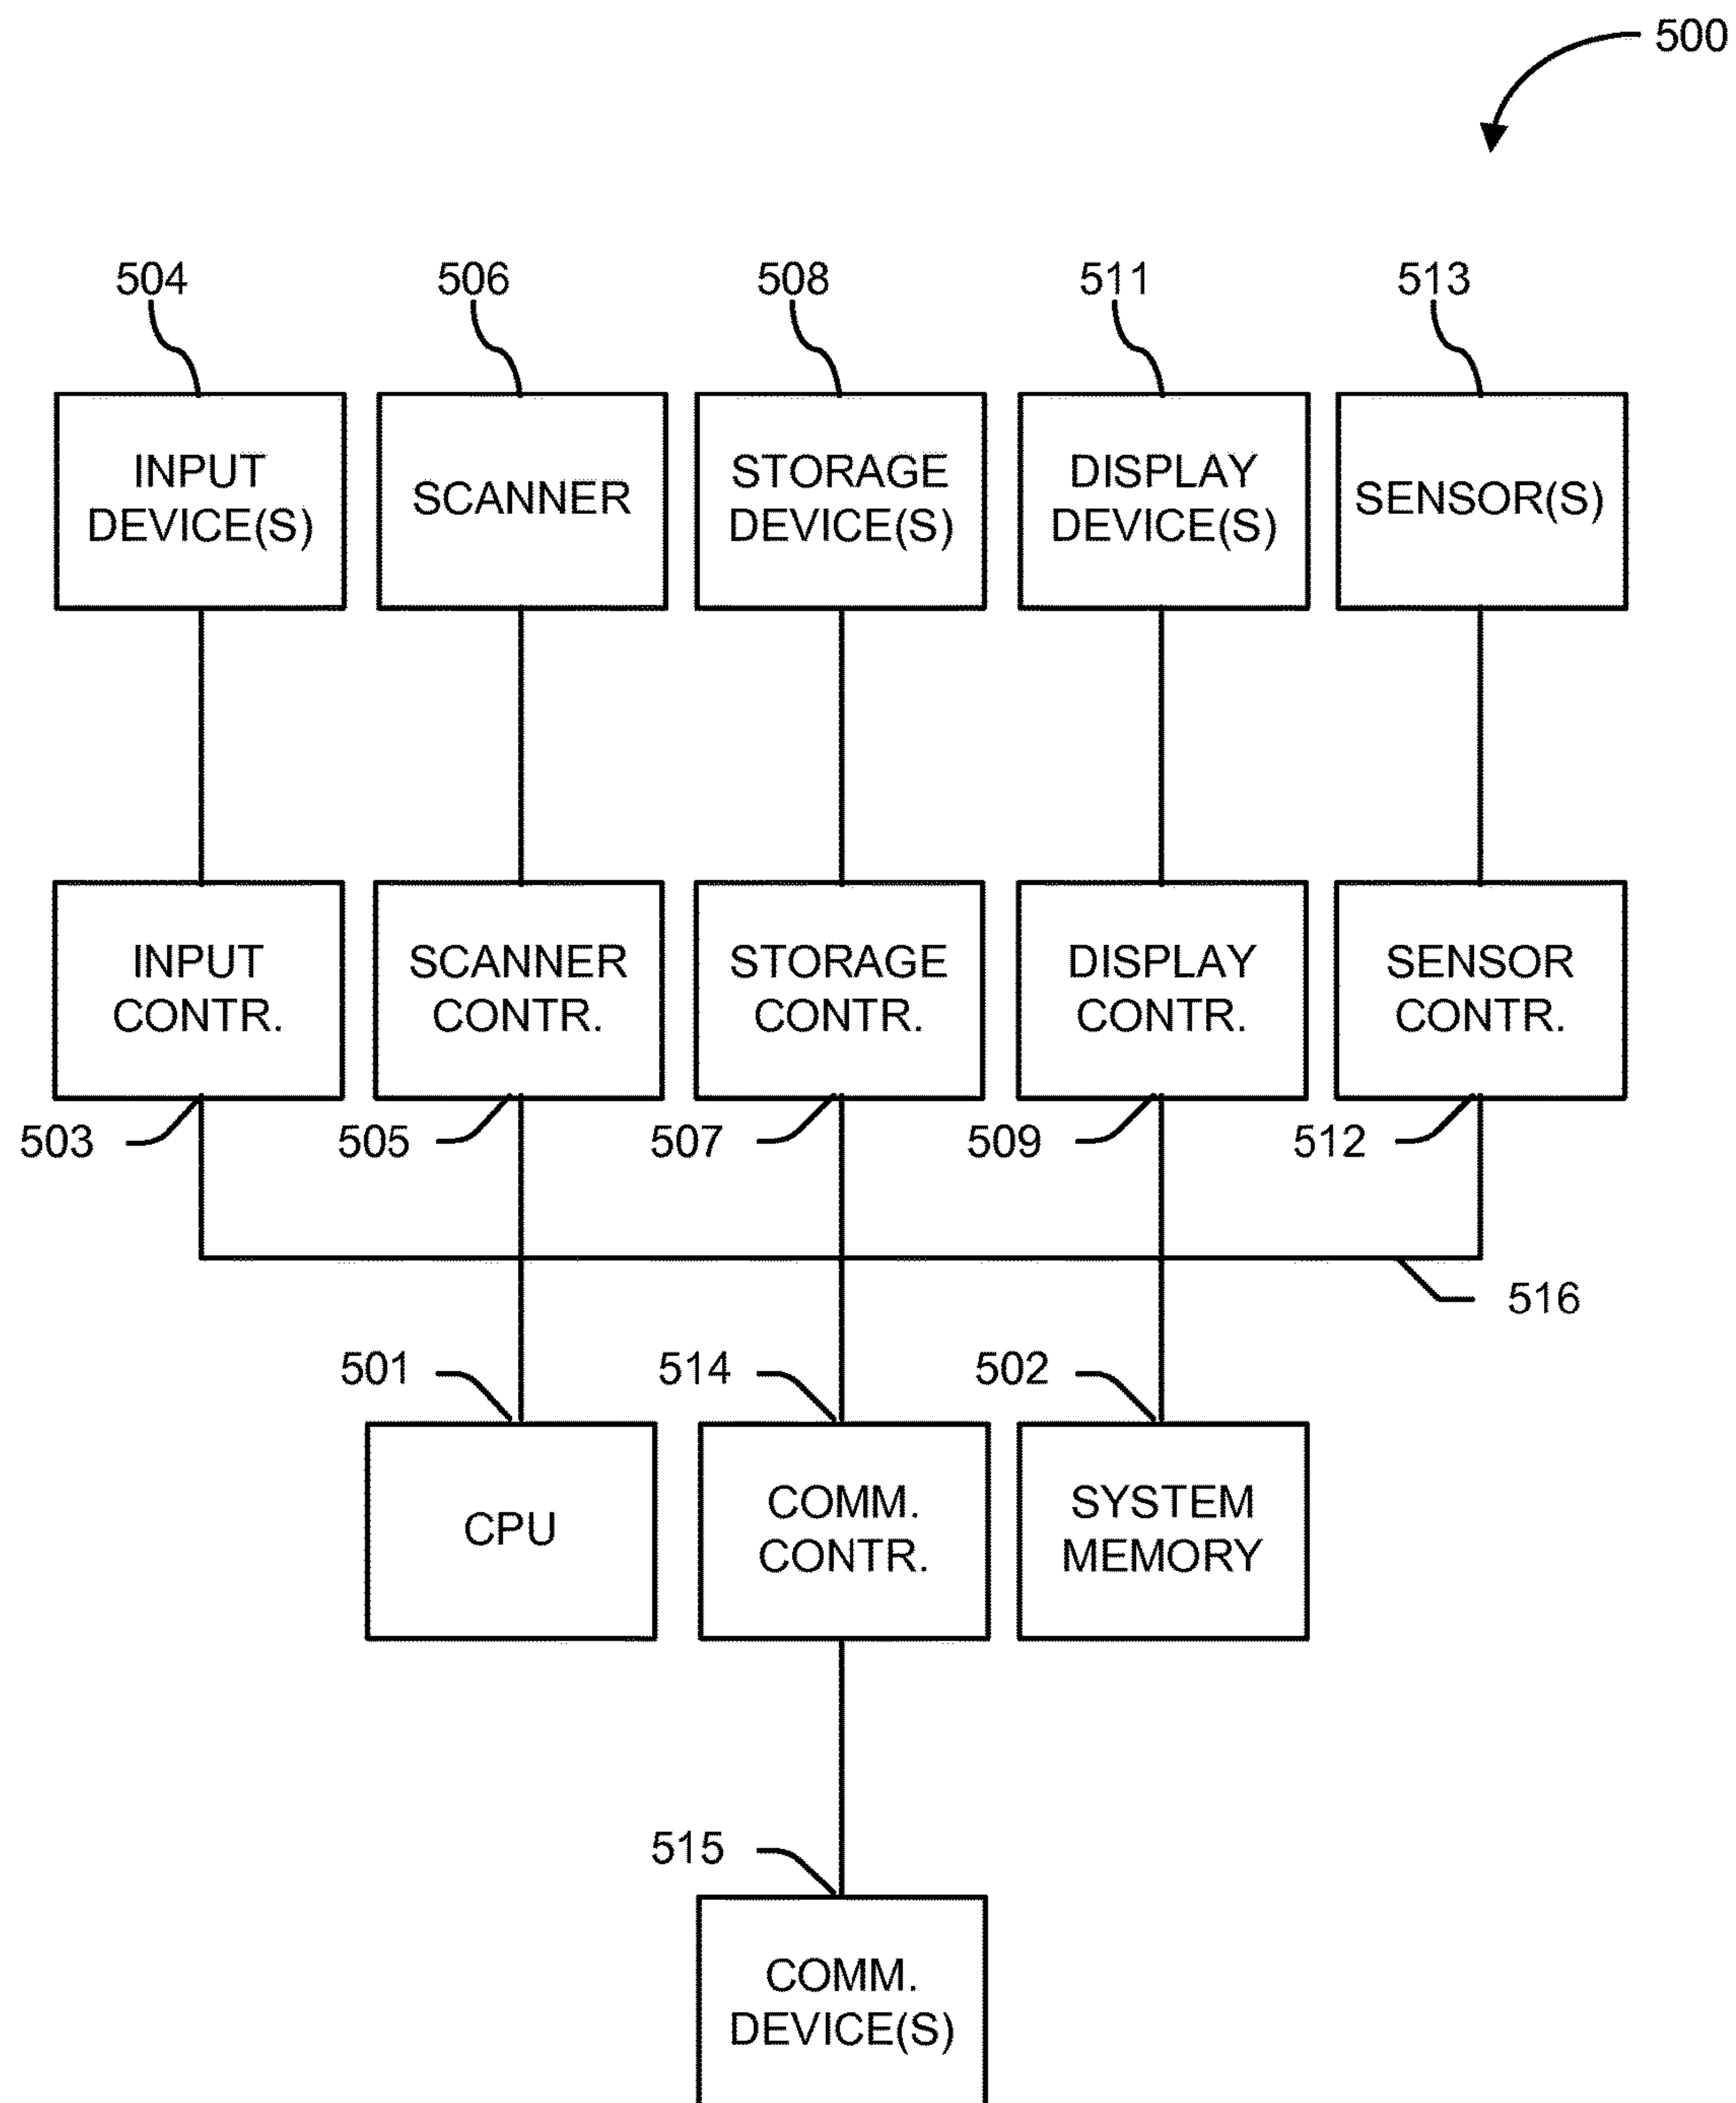 500
504
506
508
511
513
INPUT
DEVICE(S)
SCANNER
STORAGE
DEVICE(S)
DISPLAY
DEVICE(S)
SENSOR(S)
INPUT
CONTR.
SCANNER
CONTR.
STORAGE
CONTR.
DISPLAY
CONTR.
SENSOR
CONTR.
503
505
507
509
512
516
501
514
502
CPU
COMM.
CONTR.
SYSTEM
MEMORY
515
COMM.
DEVICE(S)